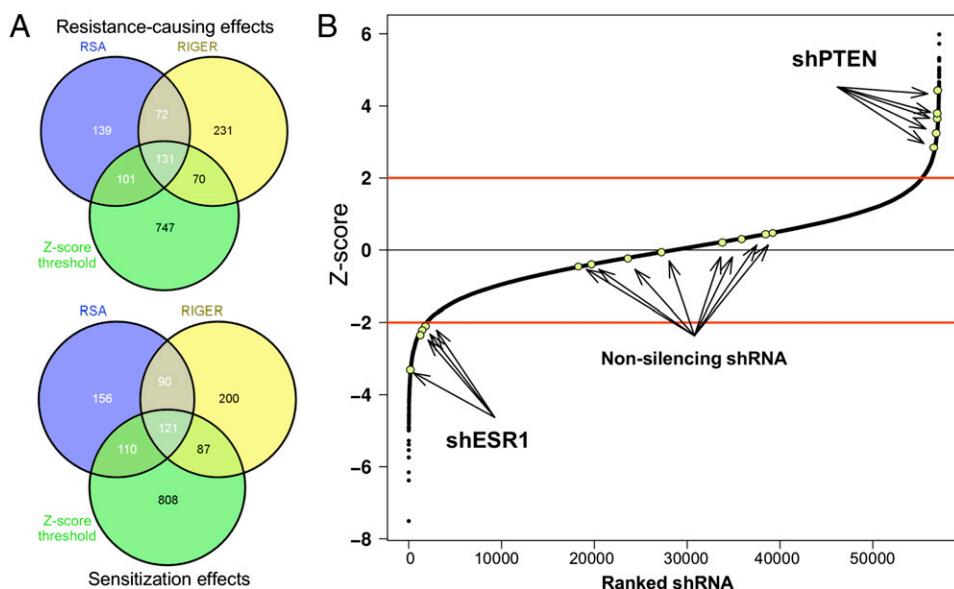 A
Resistance-causing effects
RSA
RIGER
72
139
231
131
101
70
747
Z-score
threshold
RSA
RIGER
90
156
200
121
110
87
808
Z-score
threshold
Sensitization effects
B
6
4
2
0
−2
−4
−6
−8
Z-score
shPTEN
Non-silencing shRNA
shESR1
0
10000
20000
30000
40000
50000
Ranked shRNA